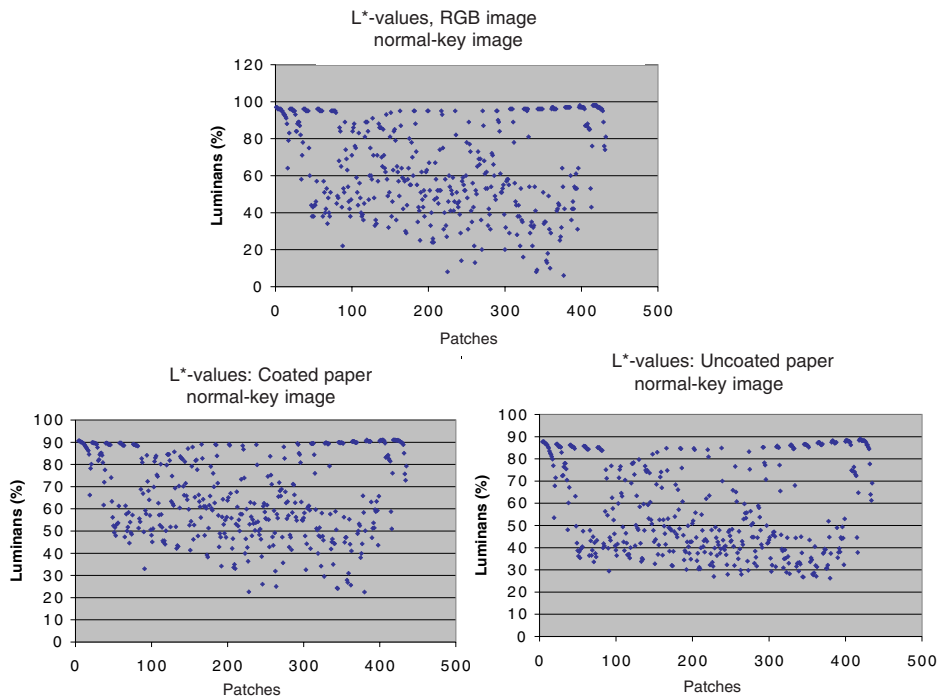 L*-values, RGB image
normal-key image
120
100
80
60
40
20
0
Luminans (%)
0 100 200 300 400 500
Patches
L*-values: Coated paper
normal-key image
100
90
80
70
60
50
40
30
20
10
0
Luminans (%)
0 100 200 300 400 500
Patches
L*-values: Uncoated paper
normal-key image
100
90
80
70
60
50
40
30
20
10
0
Luminans (%)
0 100 200 300 400 500
Patches